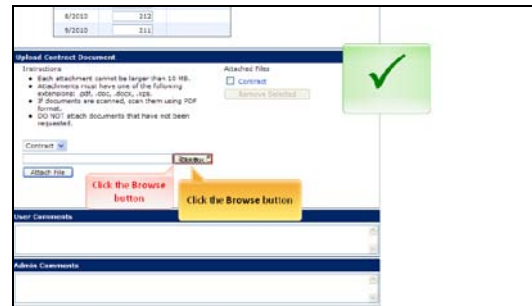 8/2010 212
9/2010 211
Upload Contract Document
Instructions
Each attachment cannot be larger than 10 MB.
Attachments must have one of the following
extensions: .pdf, .doc, .docx, .xps.
If documents are scanned, scan them using PDF
format.
DO NOT attach documents that have not been
requested.
Attached Files
Contract
Remove Selected
Contract
Attach File
Click the Browse
button
Click the Browse button
User Comments
Admin Comments